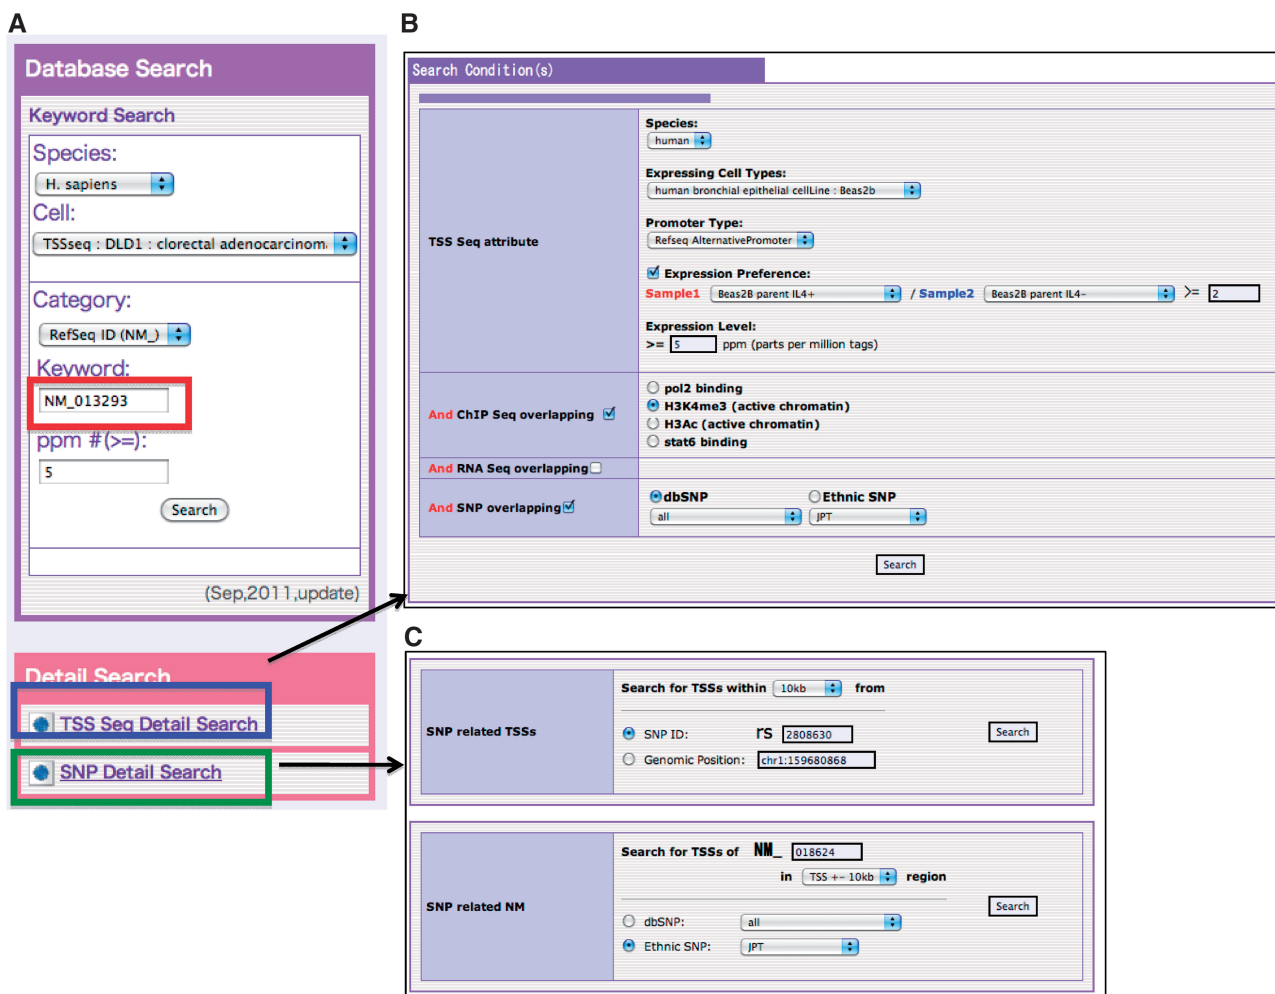 A
Database Search
Keyword Search
Species:
H. sapiens
Cell:
TSSseq : DLD1 : clorectal adenocarcinom
Category:
RefSeq ID (NM_)
Keyword:
NM_013293
ppm #(>=):
5
Search
(Sep,2011,update)
Detail Search
TSS Seq Detail Search
SNP Detail Search
B
Search Condition(s)
TSS Seq attribute
Species:
human
Expressing Cell Types:
human bronchial epithelial cellLine : Beas2b
Promoter Type:
Refseq AlternativePromoter
Expression Preference:
Sample1 Beas2B parent IL4+ / Sample2 Beas2B parent IL4- >= 2
Expression Level:
>= 5 ppm (parts per million tags)
And ChIP Seq overlapping
pol2 binding
H3K4me3 (active chromatin)
H3Ac (active chromatin)
stat6 binding
And RNA Seq overlapping
And SNP overlapping
dbSNP Ethnic SNP
all JPT
Search
C
SNP related TSSs
Search for TSSs within 10kb from
SNP ID: rs 2808630
Genomic Position: chr1:159680868
Search
SNP related NM
Search for TSSs of NM_ 018624
in TSS +- 10kb region
dbSNP: all
Ethnic SNP: JPT
Search